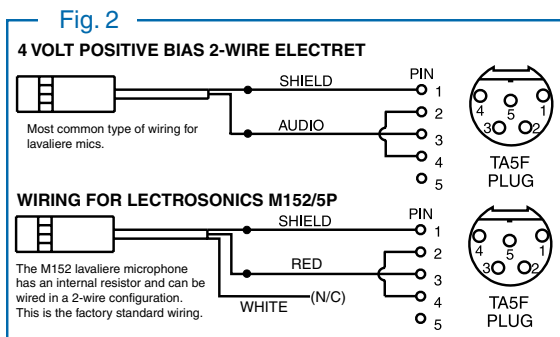 Fig. 2
4 VOLT POSITIVE BIAS 2-WIRE ELECTRET
SHIELD
AUDIO
Most common type of wiring for
lavaliere mics.
PIN
1
2
3
4
5
4
5
1
3
2
TA5F
PLUG
WIRING FOR LECTROSONICS M152/5P
SHIELD
RED
WHITE
(N/C)
The M152 lavaliere microphone
has an internal resistor and can be
wired in a 2-wire configuration.
This is the factory standard wiring.
PIN
1
2
3
4
5
4
5
1
3
2
TA5F
PLUG